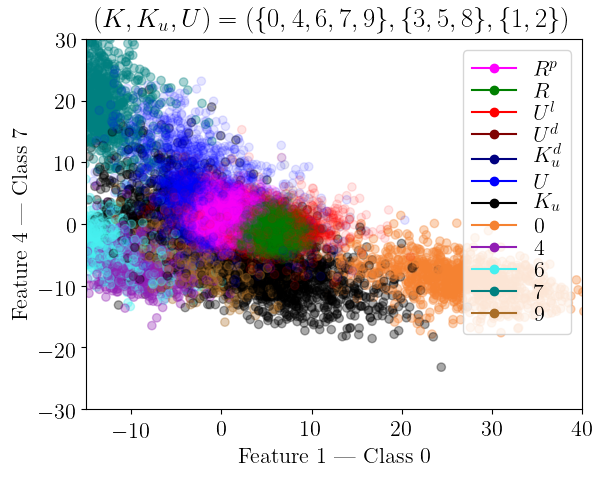 (K, K_u, U) = ({0, 4, 6, 7, 9}, {3, 5, 8}, {1, 2})
30
20
10
0
−10
−20
−30
Feature 4 — Class 7
−10
0
10
20
30
40
Feature 1 — Class 0
R^p
R
U^l
U^d
K_u^d
U
K_u
0
4
6
7
9